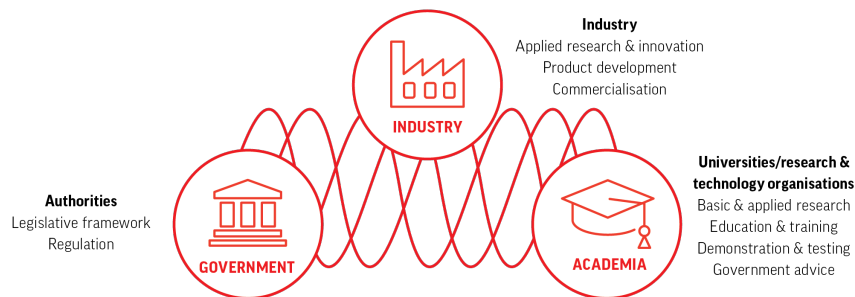 Industry
Applied research & innovation
Product development
Commercialisation
INDUSTRY
Authorities
Legislative framework
Regulation
GOVERNMENT
ACADEMIA
Universities/research &
technology organisations
Basic & applied research
Education & training
Demonstration & testing
Government advice